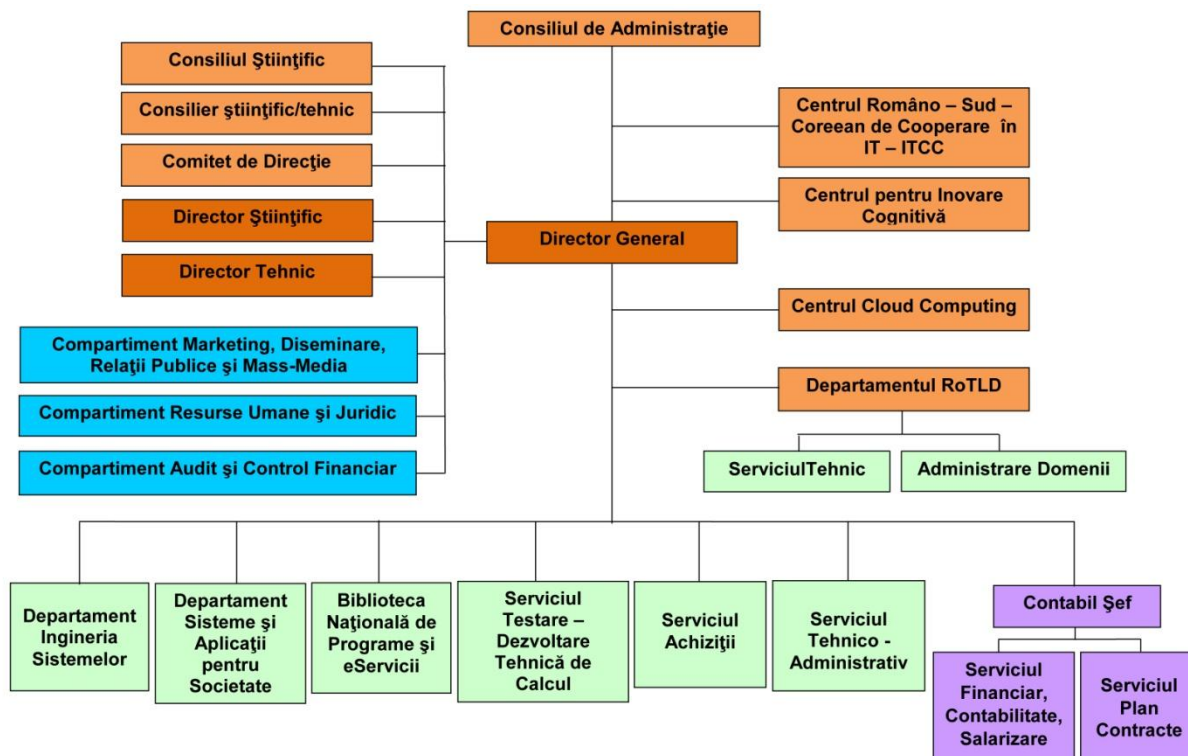 Consiliul de Administraţie
Consiliul Ştiinţific
Consilier ştiinţific/tehnic
Comitet de Direcţie
Director Ştiinţific
Director Tehnic
Compartiment Marketing, Diseminare,
Relaţii Publice şi Mass-Media
Compartiment Resurse Umane şi Juridic
Compartiment Audit şi Control Financiar
Director General
Centrul Româno – Sud –
Coreean de Cooperare în
IT – ITCC
Centrul pentru Inovare
Cognitivă
Centrul Cloud Computing
Departamentul RoTLD
ServiciulTehnic
Administrare Domenii
Departament
Ingineria
Sistemelor
Departament
Sisteme şi
Aplicaţii
pentru
Societate
Biblioteca
Naţională de
Programe şi
eServicii
Serviciul
Testare –
Dezvoltare
Tehnică de
Calcul
Serviciul
Achiziţii
Serviciul
Tehnico -
Administrativ
Contabil Şef
Serviciul
Financiar,
Contabilitate,
Salarizare
Serviciul
Plan
Contracte